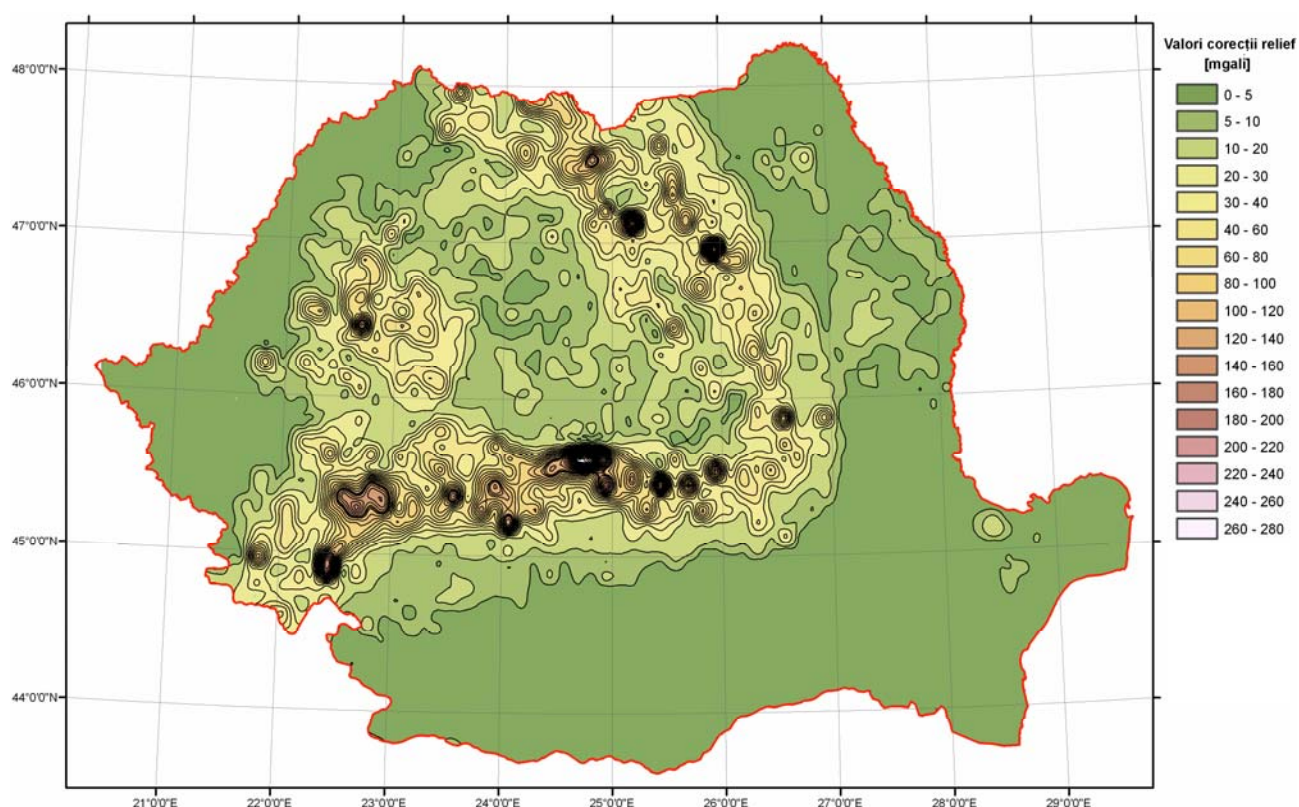 Valori corecții relief
[mgali]
0 - 5
5 - 10
10 - 20
20 - 30
30 - 40
40 - 60
60 - 80
80 - 100
100 - 120
120 - 140
140 - 160
160 - 180
180 - 200
200 - 220
220 - 240
240 - 260
260 - 280
48°0'0"N
47°0'0"N
46°0'0"N
45°0'0"N
44°0'0"N
21°0'0"E 22°0'0"E 23°0'0"E 24°0'0"E 25°0'0"E 26°0'0"E 27°0'0"E 28°0'0"E 29°0'0"E